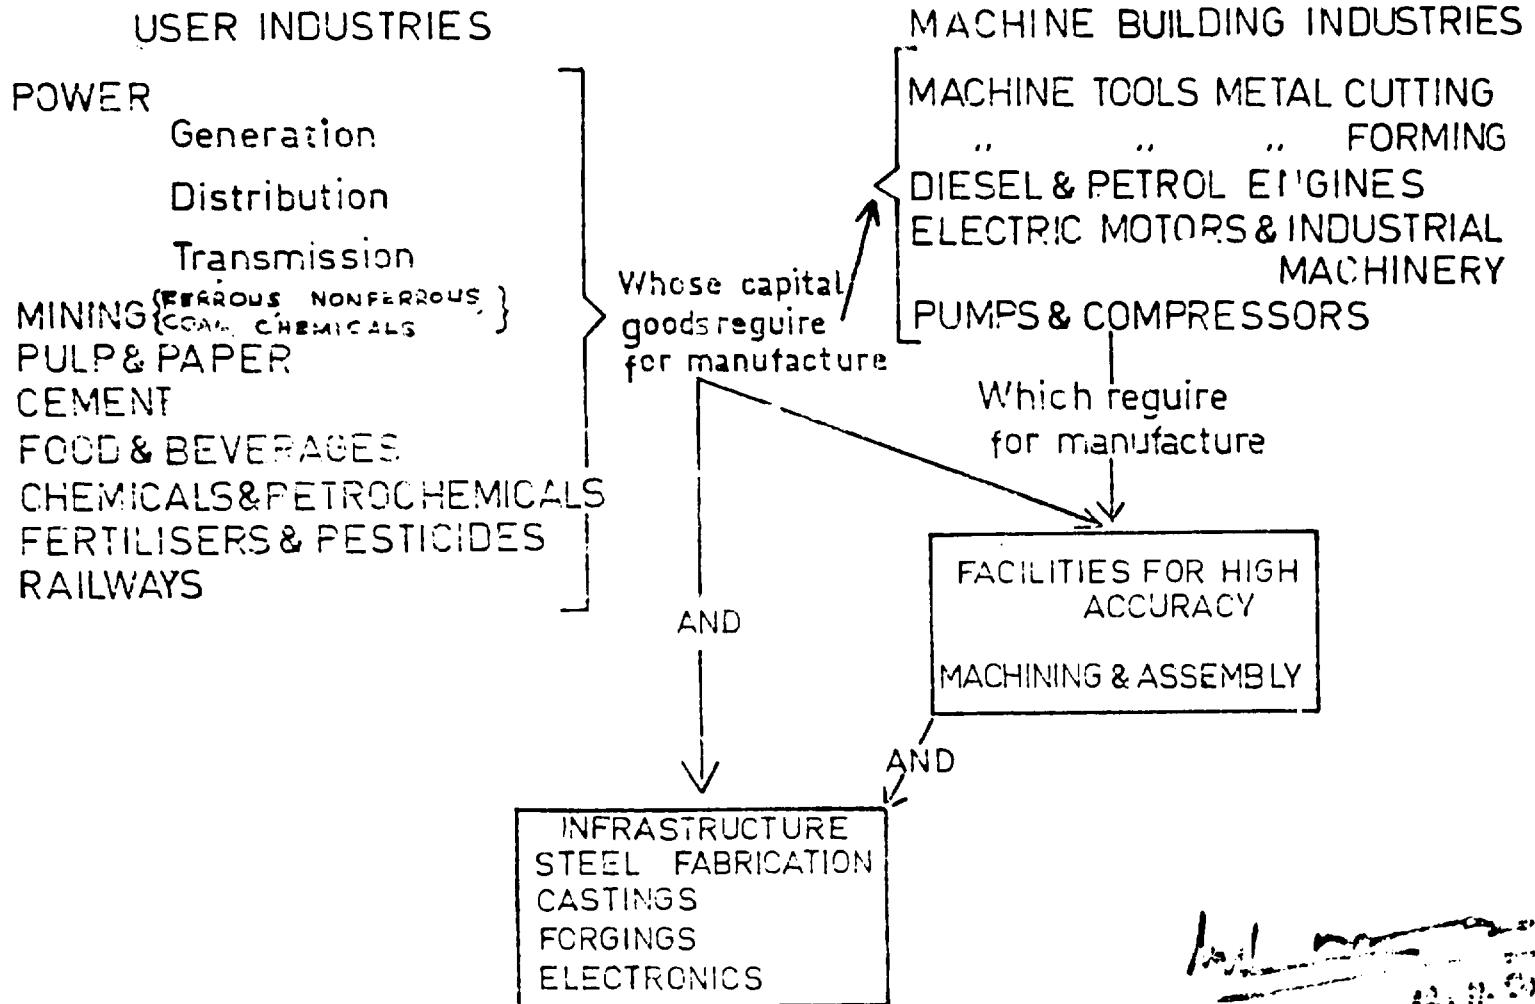 USER INDUSTRIES
POWER
Generation
Distribution
Transmission
MINING {FERROUS NONFERROUS
COAL CHEMICALS}
PULP & PAPER
CEMENT
FOOD & BEVERAGES
CHEMICALS & PETROCHEMICALS
FERTILISERS & PESTICIDES
RAILWAYS
Whose capital
goods require
for manufacture
MACHINE BUILDING INDUSTRIES
MACHINE TOOLS METAL CUTTING
,, ,, ,, FORMING
DIESEL & PETROL ENGINES
ELECTRIC MOTORS & INDUSTRIAL
MACHINERY
PUMPS & COMPRESSORS
Which require
for manufacture
FACILITIES FOR HIGH
ACCURACY
MACHINING & ASSEMBLY
AND
AND
INFRASTRUCTURE
STEEL FABRICATION
CASTINGS
FORGINGS
ELECTRONICS